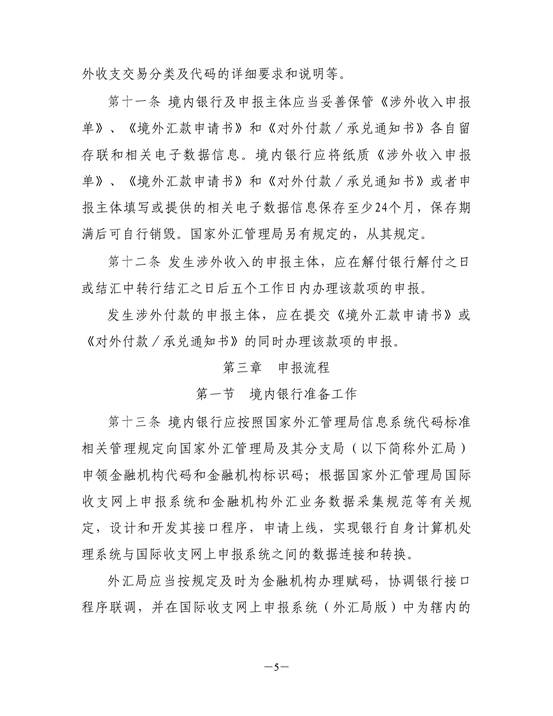 外收支交易分类及代码的详细要求和说明等。
第十一条 境内银行及申报主体应当妥善保管《涉外收入申报
单》、《境外汇款申请书》和《对外付款／承兑通知书》各自留
存联和相关电子数据信息。境内银行应将纸质《涉外收入申报
单》、《境外汇款申请书》和《对外付款／承兑通知书》或者申
报主体填写或提供的相关电子数据信息保存至少24个月，保存期
满后可自行销毁。国家外汇管理局另有规定的，从其规定。
第十二条 发生涉外收入的申报主体，应在解付银行解付之日
或结汇中转行结汇之日后五个工作日内办理该款项的申报。
发生涉外付款的申报主体，应在提交《境外汇款申请书》或
《对外付款／承兑通知书》的同时办理该款项的申报。
第三章　申报流程
第一节　境内银行准备工作
第十三条 境内银行应按照国家外汇管理局信息系统代码标准
相关管理规定向国家外汇管理局及其分支局（以下简称外汇局）
申领金融机构代码和金融机构标识码；根据国家外汇管理局国际
收支网上申报系统和金融机构外汇业务数据采集规范等有关规
定，设计和开发其接口程序，申请上线，实现银行自身计算机处
理系统与国际收支网上申报系统之间的数据连接和转换。
外汇局应当按规定及时为金融机构办理赋码，协调银行接口
程序联调，并在国际收支网上申报系统（外汇局版）中为辖内的
—5—